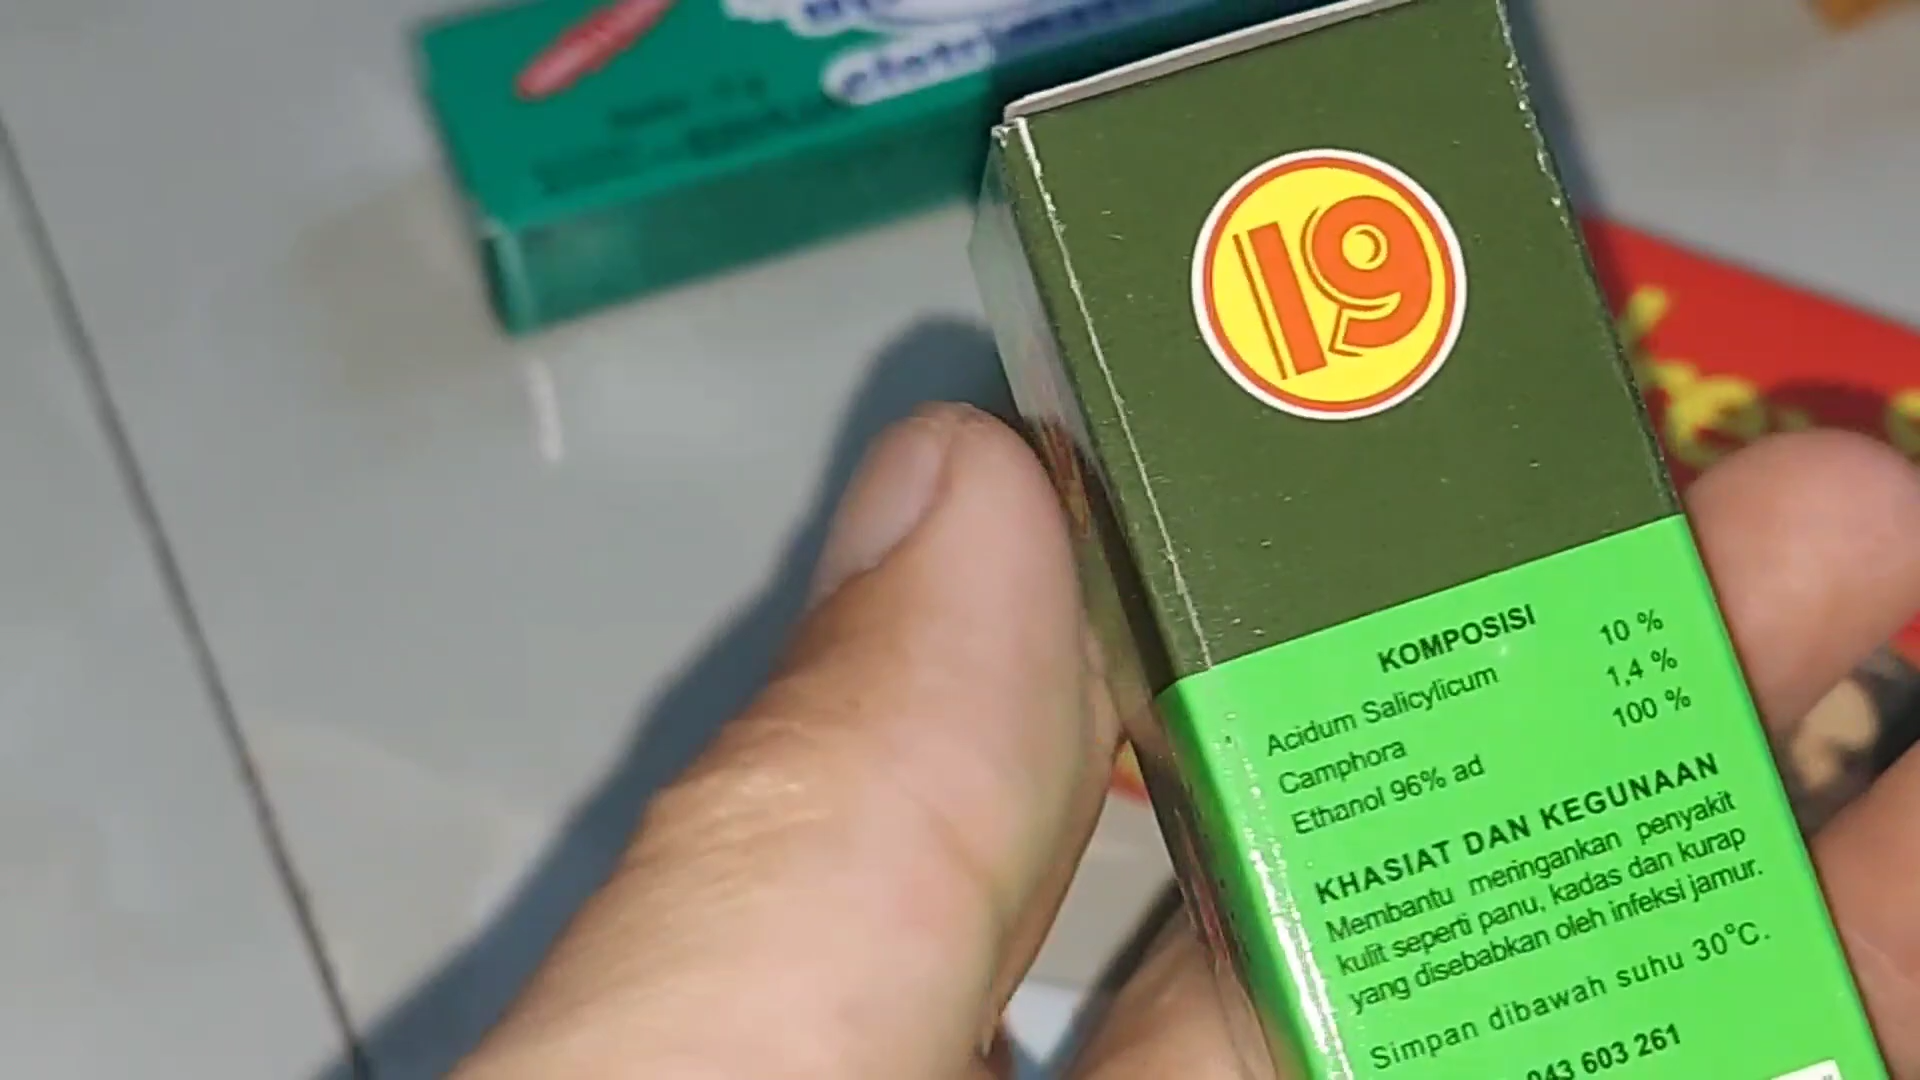 19
KOMPOSISI
Acidum Salicylicum 10 %
Camphora 1,4 %
Ethanol 96% ad 100 %
KHASIAT DAN KEGUNAAN
Membantu meringankan penyakit
kulit seperti panu, kadas dan kurap
yang disebabkan oleh infeksi jamur.
Simpan dibawah suhu 30°C.
043 603 261